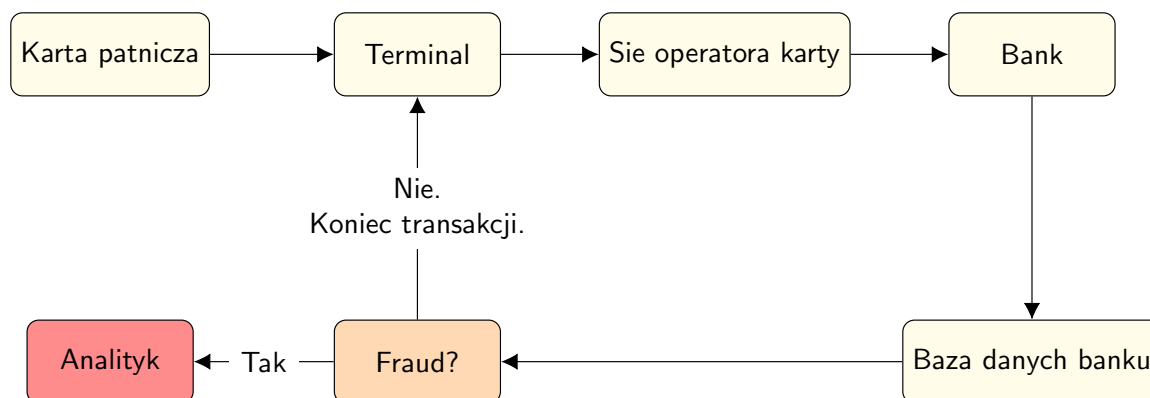 Karta patnicza
Terminal
Sie operatora karty
Bank
Nie.
Koniec transakcji.
Analityk
Tak
Fraud?
Baza danych banku